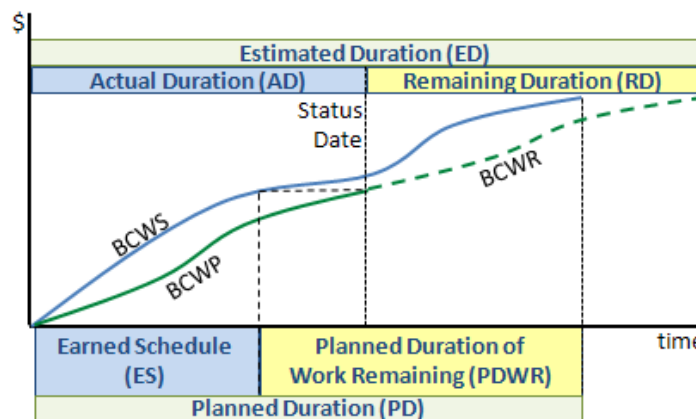 $
Estimated Duration (ED)
Actual Duration (AD)
Remaining Duration (RD)
Status
Date
BCWS
BCWP
BCWR
time
Earned Schedule
(ES)
Planned Duration of
Work Remaining (PDWR)
Planned Duration (PD)